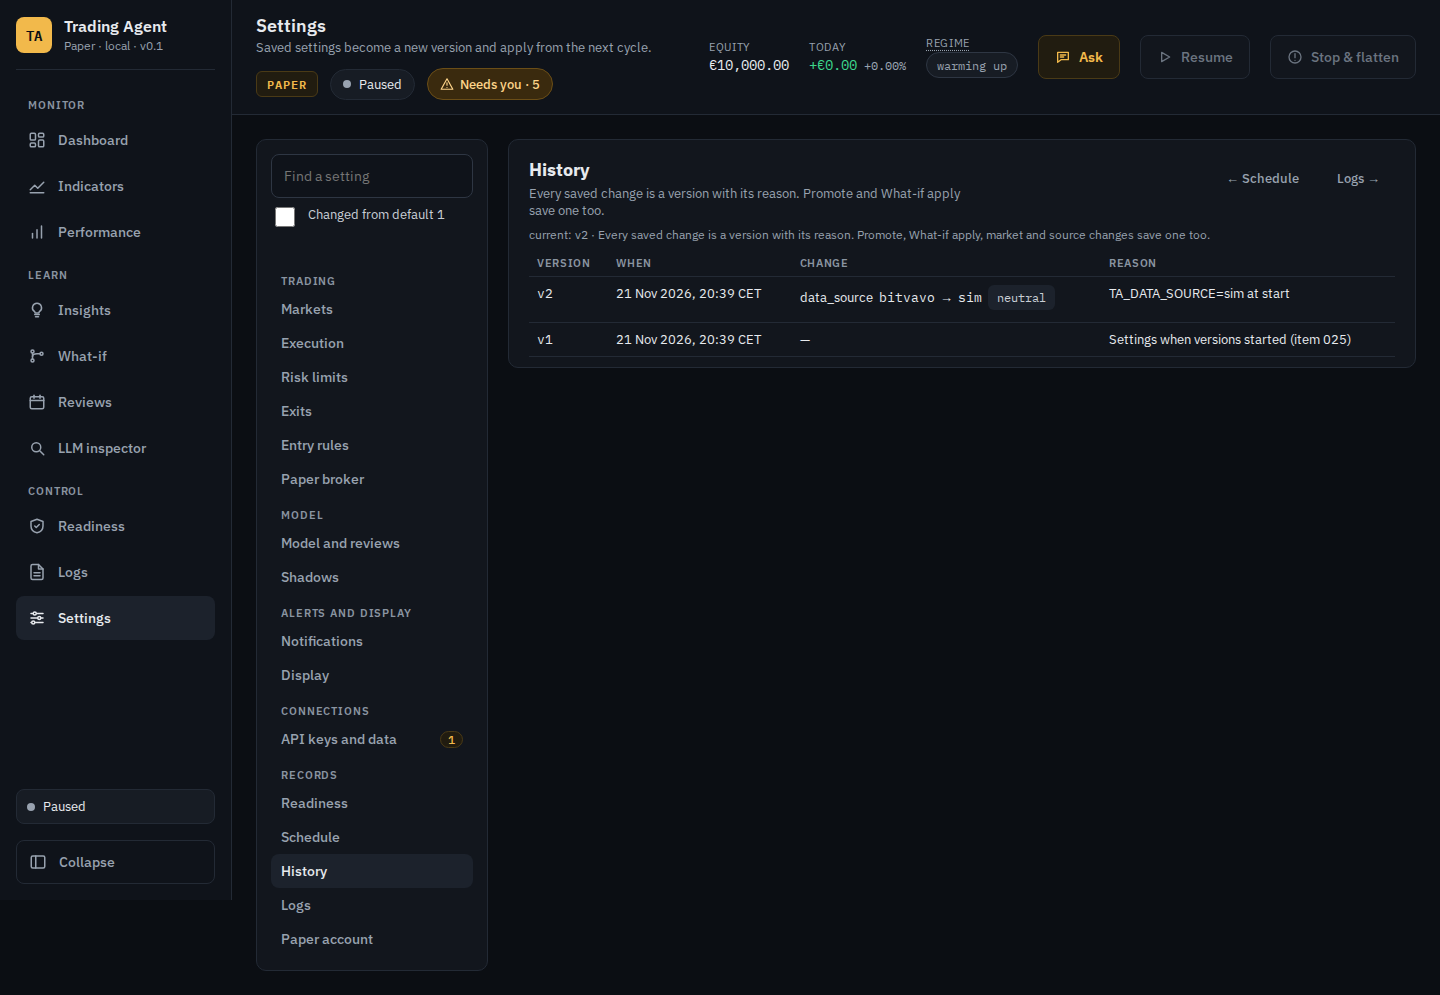 TA
Trading Agent
Paper · local · v0.1
MONITOR
Dashboard
Indicators
Performance
LEARN
Insights
What-if
Reviews
LLM inspector
CONTROL
Readiness
Logs
Settings
Paused
Collapse
Settings
Saved settings become a new version and apply from the next cycle.
PAPER
Paused
Needs you · 5
EQUITY
€10,000.00
TODAY
+€0.00 +0.00%
REGIME
warming up
Ask
Resume
Stop & flatten
Find a setting
Changed from default 1
TRADING
Markets
Execution
Risk limits
Exits
Entry rules
Paper broker
MODEL
Model and reviews
Shadows
ALERTS AND DISPLAY
Notifications
Display
CONNECTIONS
API keys and data 1
RECORDS
Readiness
Schedule
History
Logs
Paper account
History
Every saved change is a version with its reason. Promote and What-if apply
save one too.
← Schedule
Logs →
current: v2 · Every saved change is a version with its reason. Promote, What-if apply, market and source changes save one too.
VERSION WHEN CHANGE REASON
v2 21 Nov 2026, 20:39 CET data_source bitvavo → sim neutral TA_DATA_SOURCE=sim at start
v1 21 Nov 2026, 20:39 CET — Settings when versions started (item 025)